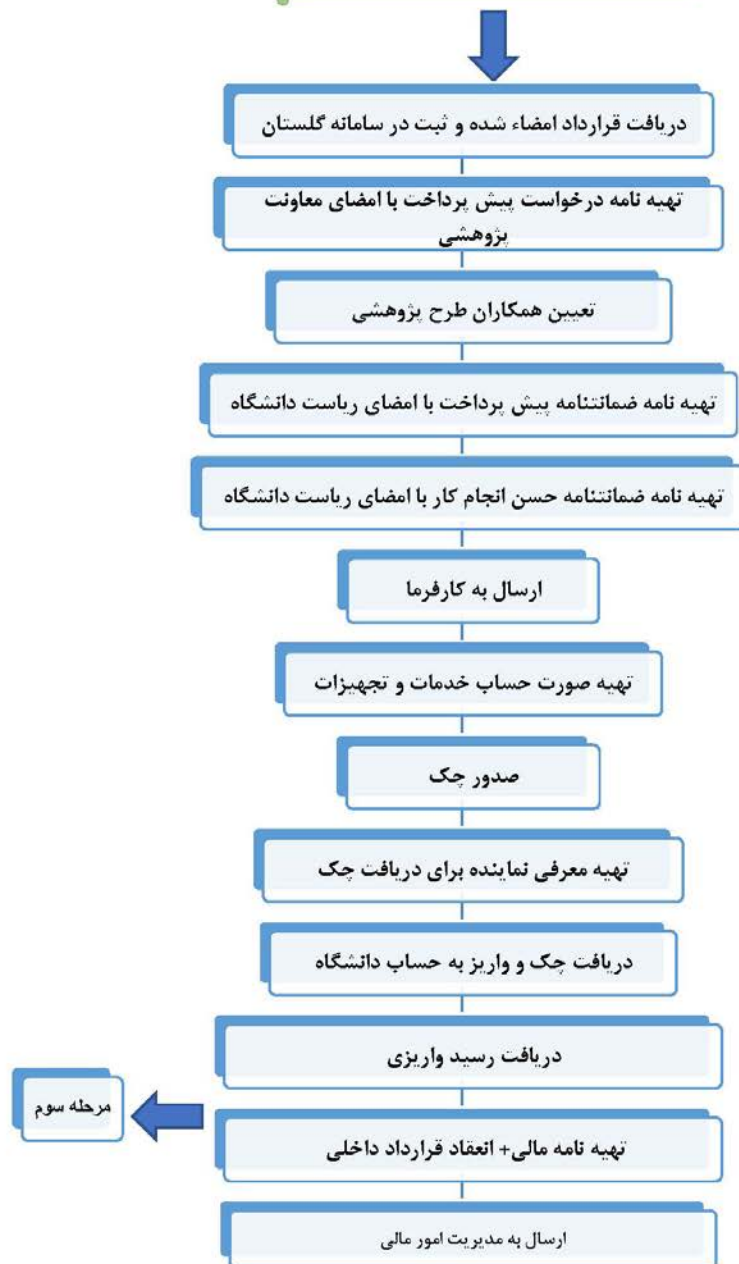 دریافت قرارداد امضاء شده و ثبت در سامانه گلستان
تهیه نامه درخواست پیش پرداخت با امضای معاونت
پژوهشی
تعیین همکاران طرح پژوهشی
تهیه نامه ضمانتنامه پیش پرداخت با امضای ریاست دانشگاه
تهیه نامه ضمانتنامه حسن انجام کار با امضای ریاست دانشگاه
ارسال به کارفرما
تهیه صورت حساب خدمات و تجهیزات
صدور چک
تهیه معرفی نماینده برای دریافت چک
دریافت چک و واریز به حساب دانشگاه
دریافت رسید واریزی
تهیه نامه مالی+ انعقاد قرارداد داخلی
مرحله سوم
ارسال به مدیریت امور مالی